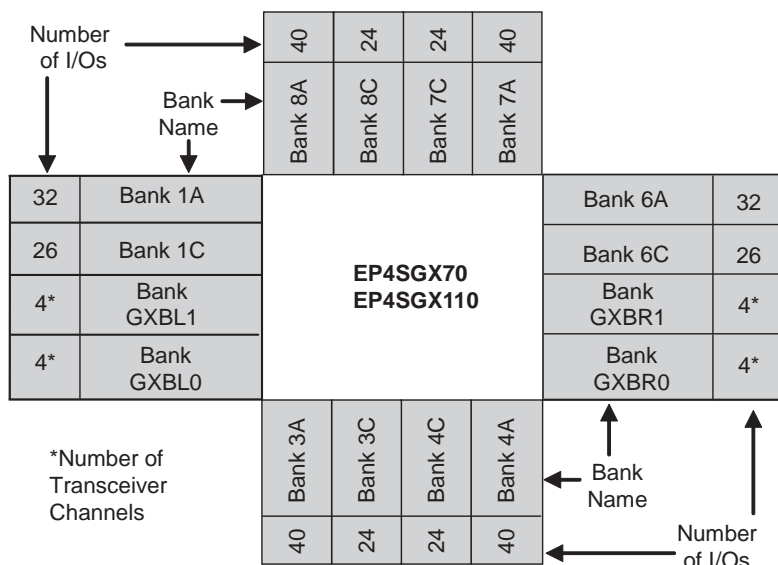 Number
of I/Os
40
24
24
40
Bank
Name
Bank 8A
Bank 8C
Bank 7C
Bank 7A
32
Bank 1A
Bank 6A
32
26
Bank 1C
Bank 6C
26
EP4SGX70
EP4SGX110
4*
Bank
GXBL1
Bank
GXBR1
4*
4*
Bank
GXBL0
Bank
GXBR0
4*
*Number of
Transceiver
Channels
Bank 3A
Bank 3C
Bank 4C
Bank 4A
Bank
Name
40
24
24
40
Number
of I/Os